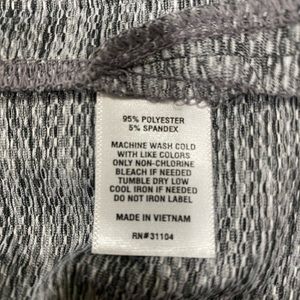 95% POLYESTER
5% SPANDEX
MACHINE WASH COLD
WITH LIKE COLORS
ONLY NON-CHLORINE
BLEACH IF NEEDED
TUMBLE DRY LOW
COOL IRON IF NEEDED
DO NOT IRON LABEL
MADE IN VIETNAM
RN#31104